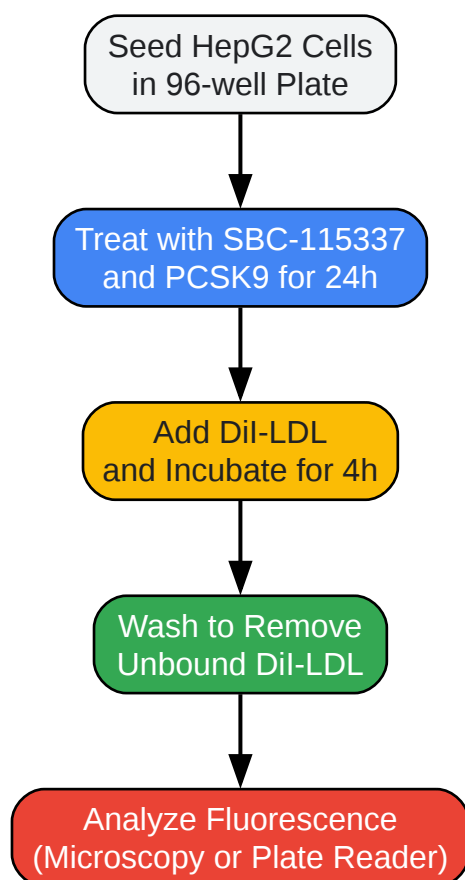 Seed HepG2 Cells
in 96-well Plate
Treat with SBC-115337
and PCSK9 for 24h
Add DiI-LDL
and Incubate for 4h
Wash to Remove
Unbound DiI-LDL
Analyze Fluorescence
(Microscopy or Plate Reader)